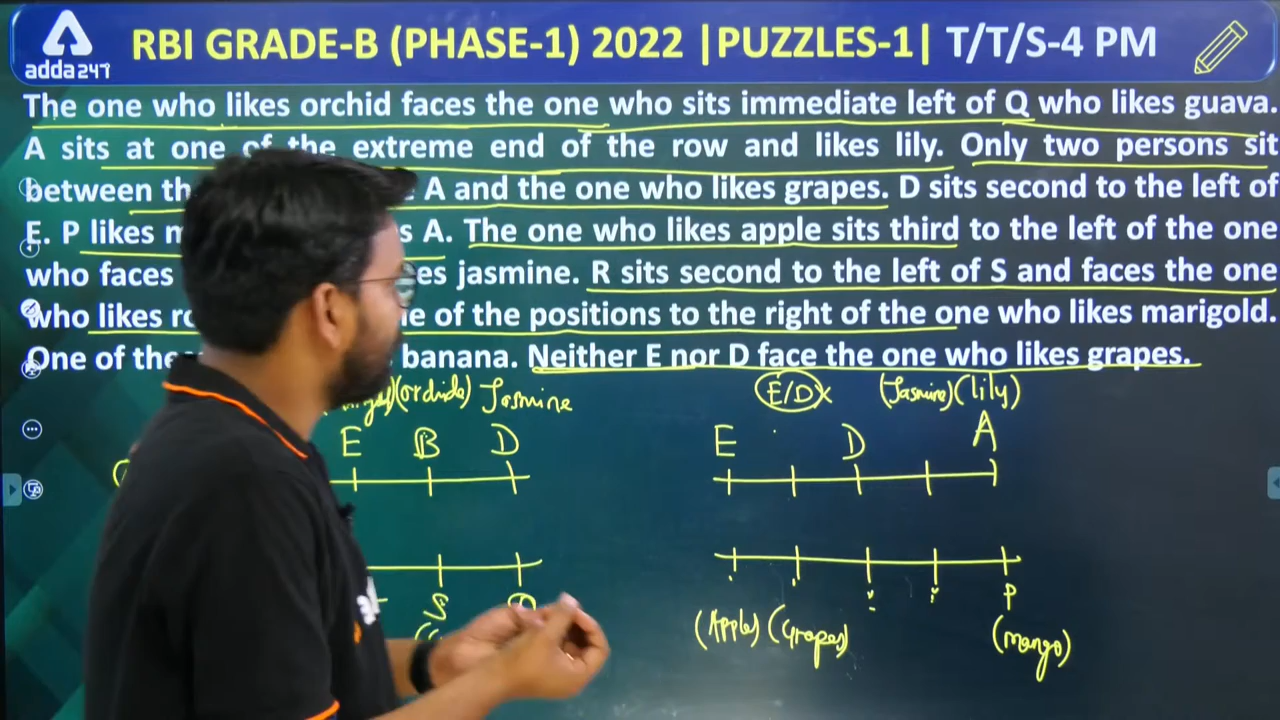 adda247
RBI GRADE-B (PHASE-1) 2022 |PUZZLES-1| T/T/S-4 PM
The one who likes orchid faces the one who sits immediate left of Q who likes guava.
A sits at one of the extreme end of the row and likes lily. Only two persons sit
between A and the one who likes grapes. D sits second to the left of
E. P likes A. The one who likes apple sits third to the left of the one
who faces jasmine. R sits second to the left of S and faces the one
who likes of the positions to the right of the one who likes marigold.
One of the banana. Neither E nor D face the one who likes grapes.
(orchids) Jasmine E/D× (Jasmine) (lily)
E B D E D A
S P
(Apple) (Grapes) (mango)